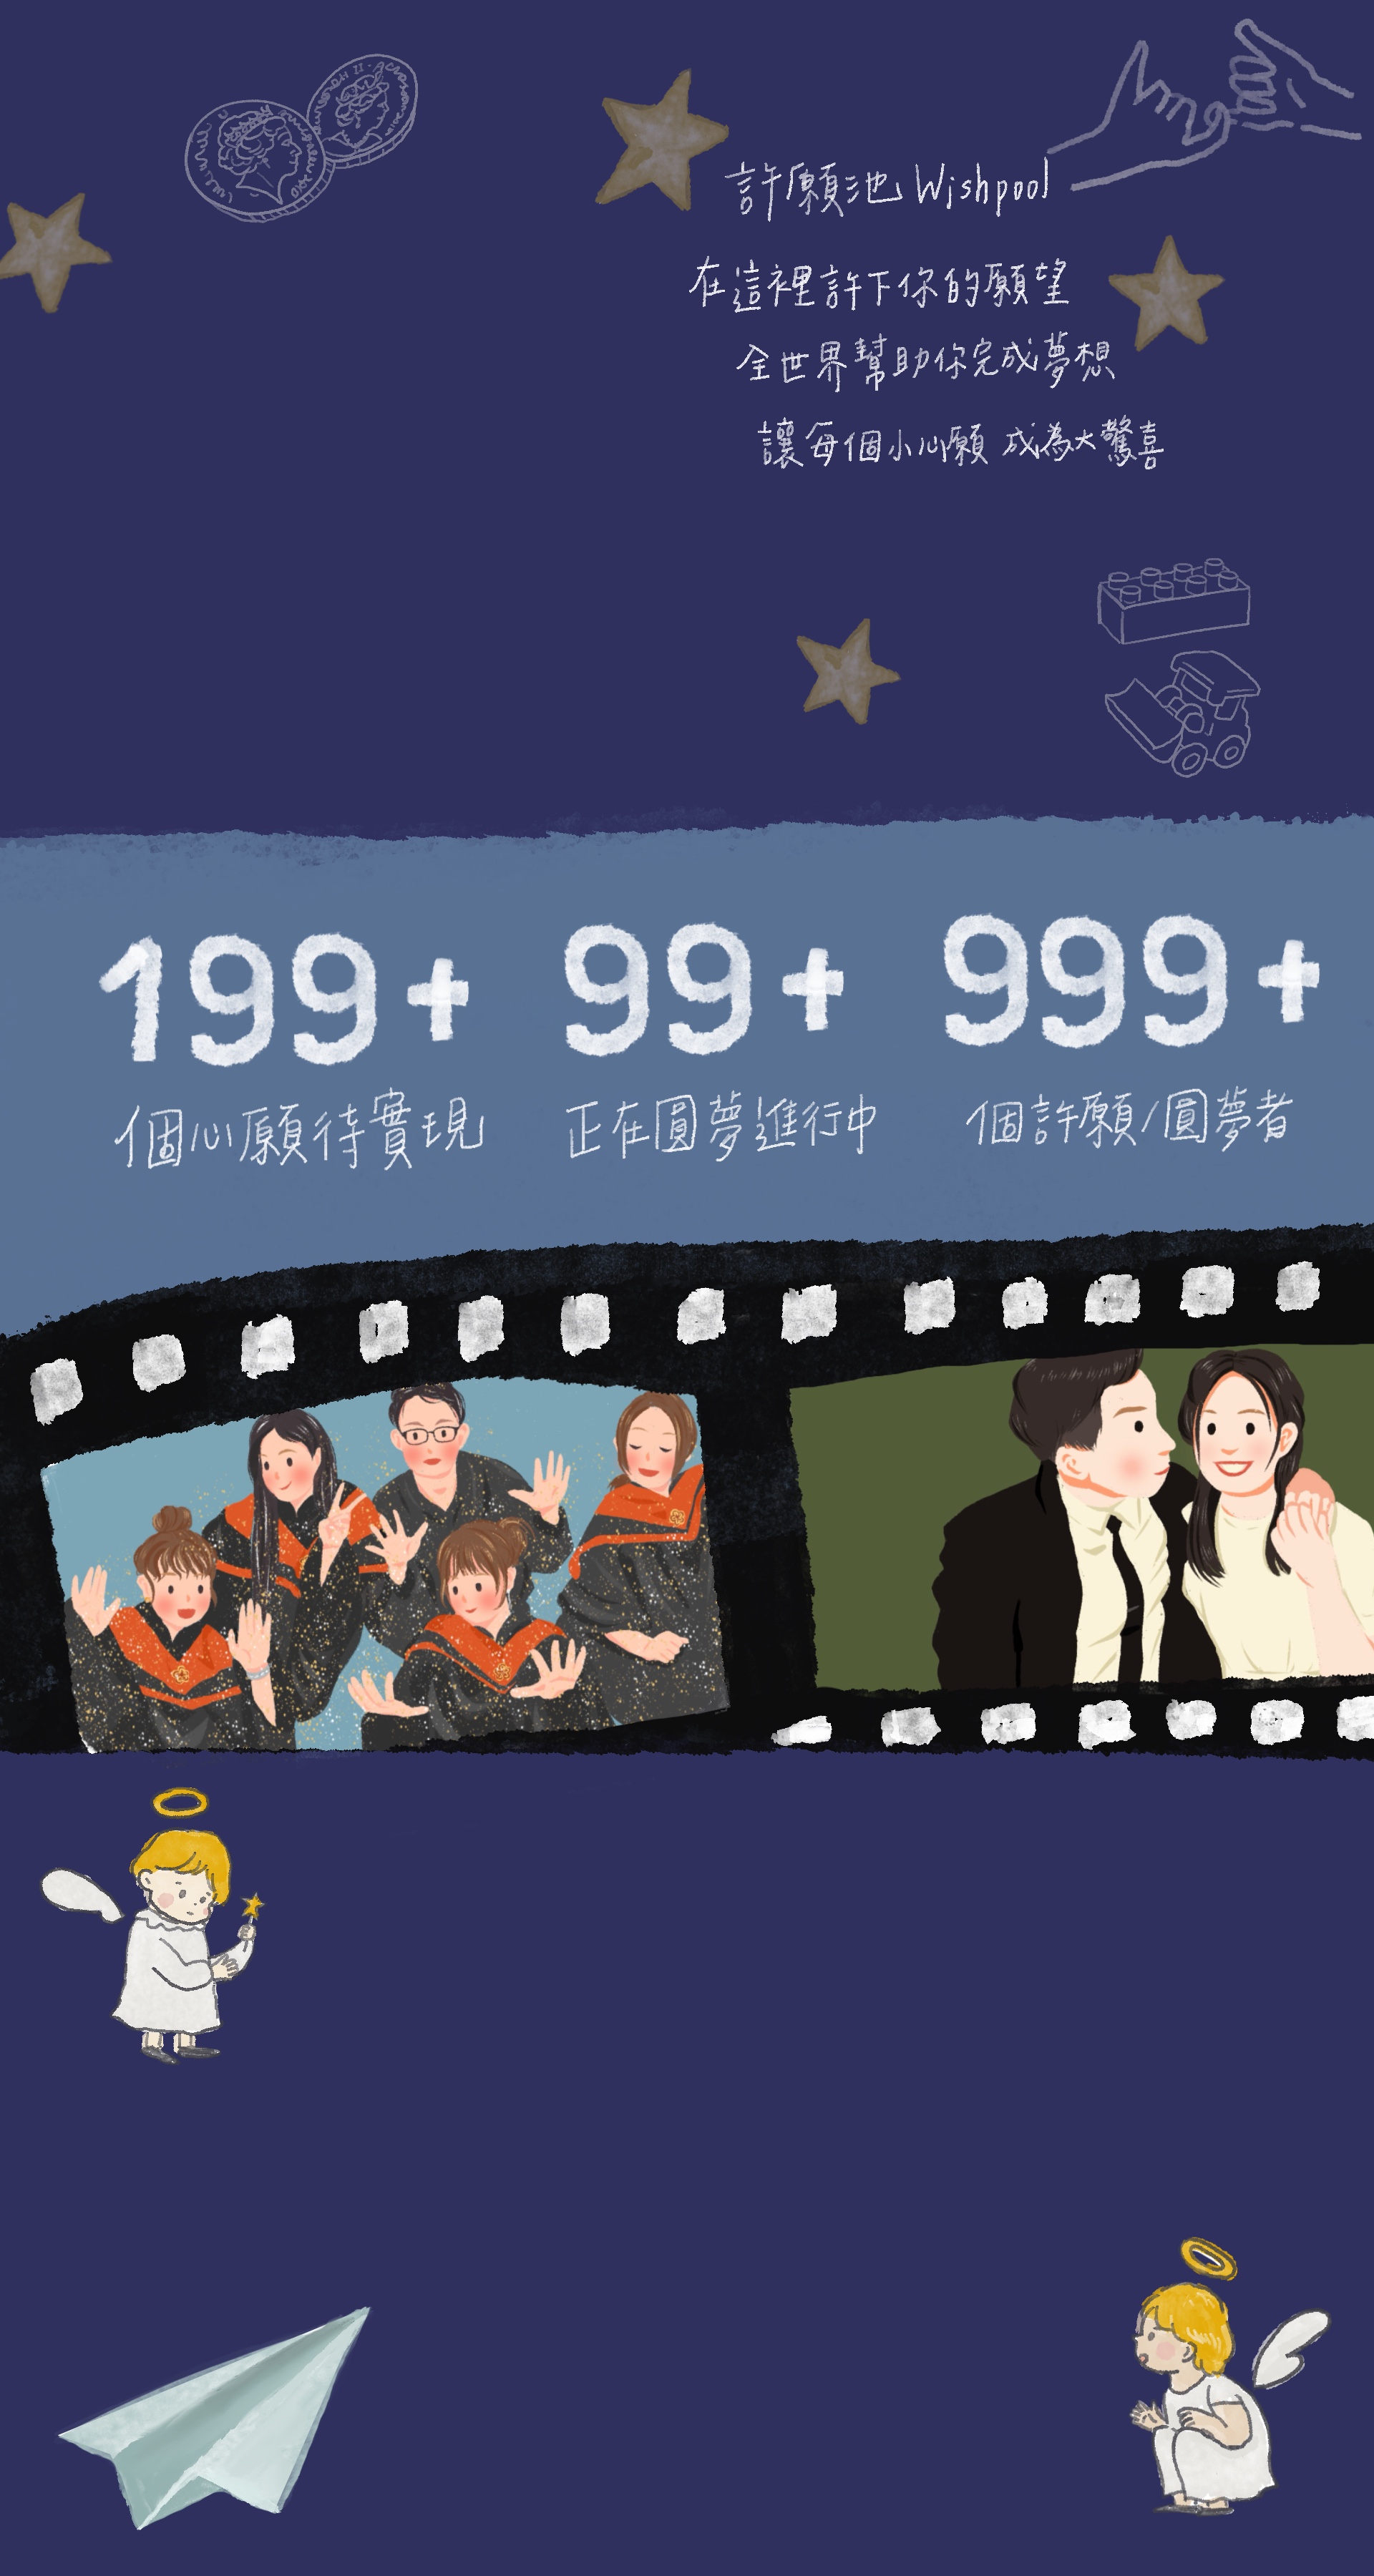 許願池 Wishpool
在這裡許下你的願望
全世界幫助你完成夢想
讓每個小心願 成為大驚喜
199+ 99+ 999+
個心願待實現 正在圓夢進行中 個許願/圓夢者